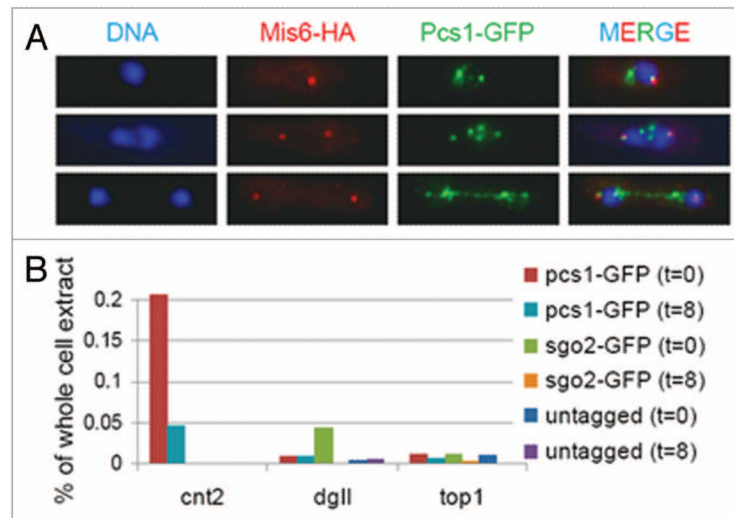 A
DNA Mis6-HA Pcs1-GFP MERGE
B
% of whole cell extract
0.2
0.15
0.1
0.05
0
cnt2 dgII top1
pcs1-GFP (t=0)
pcs1-GFP (t=8)
sgo2-GFP (t=0)
sgo2-GFP (t=8)
untagged (t=0)
untagged (t=8)